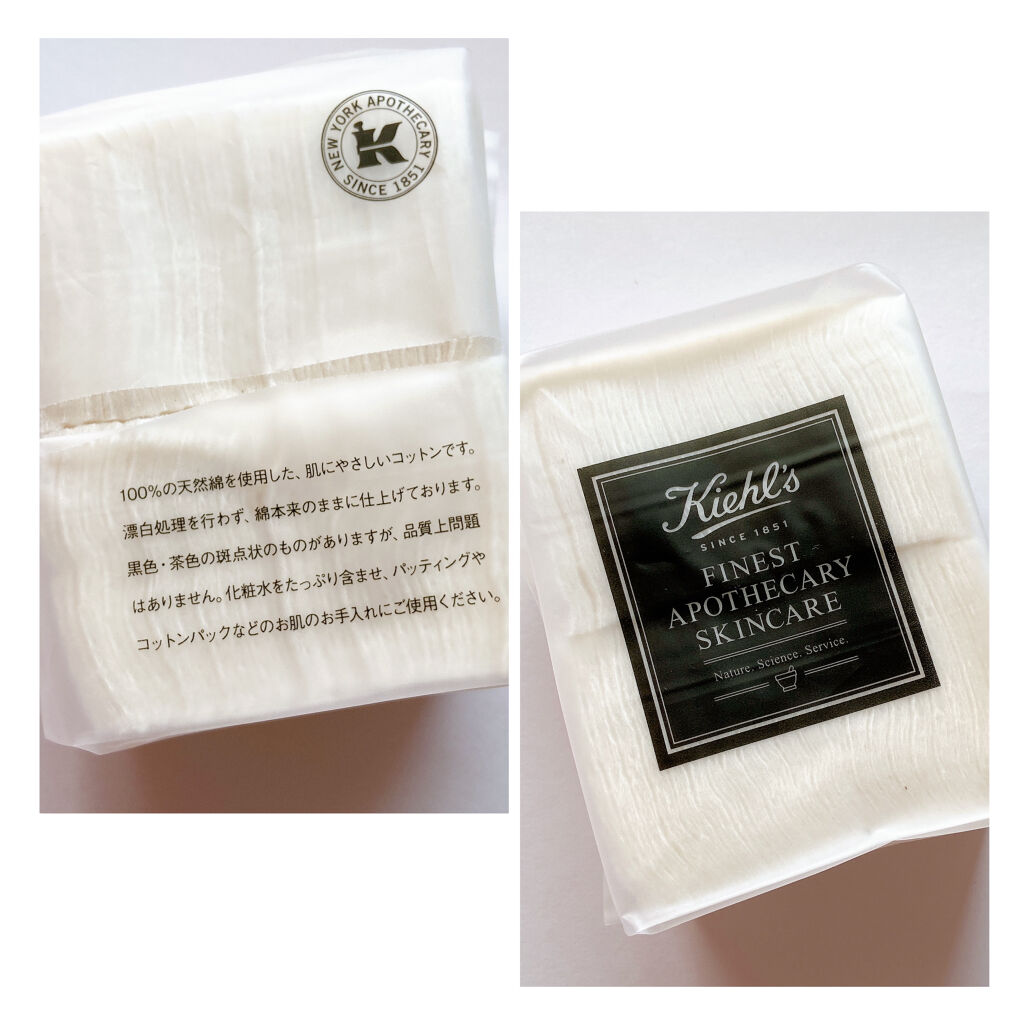 NEW YORK APOTHECARY
K
SINCE 1851
100%の天然綿を使用した、肌にやさしいコットンです。
漂白処理を行わず、綿本来のままに仕上げております。
黒色・茶色の斑点状のものがありますが、品質上問題
はありません。化粧水をたっぷり含ませ、パッティングや
コットンパックなどのお肌のお手入れにご使用ください。
Kiehl's
SINCE 1851
FINEST
APOTHECARY
SKINCARE
Nature. Science. Service.